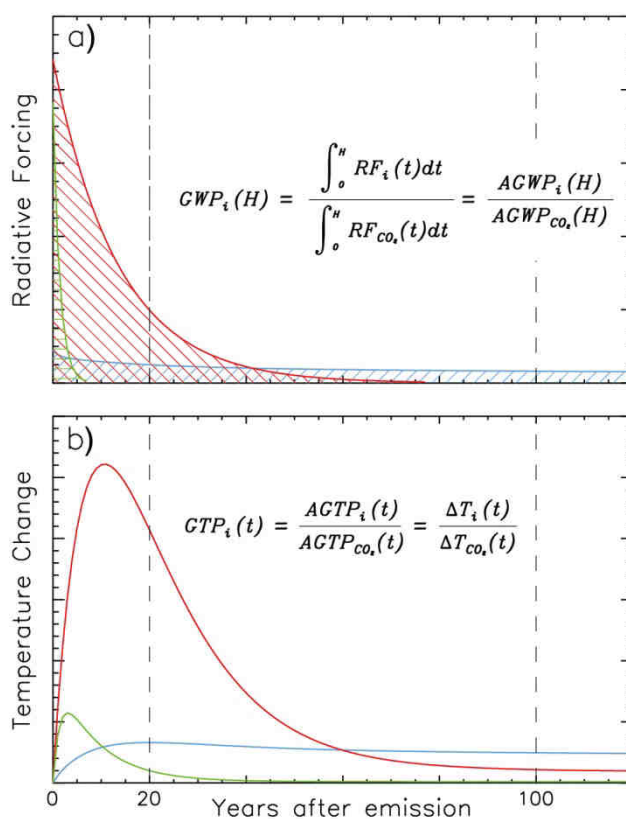 a)
Radiative Forcing
GWP_i(H) = ∫_0^H RF_i(t)dt / ∫_0^H RF_CO₂(t)dt = AGWP_i(H) / AGWP_CO₂(H)
b)
Temperature Change
GTP_i(t) = AGTP_i(t) / AGTP_CO₂(t) = ΔT_i(t) / ΔT_CO₂(t)
0 20 100
Years after emission